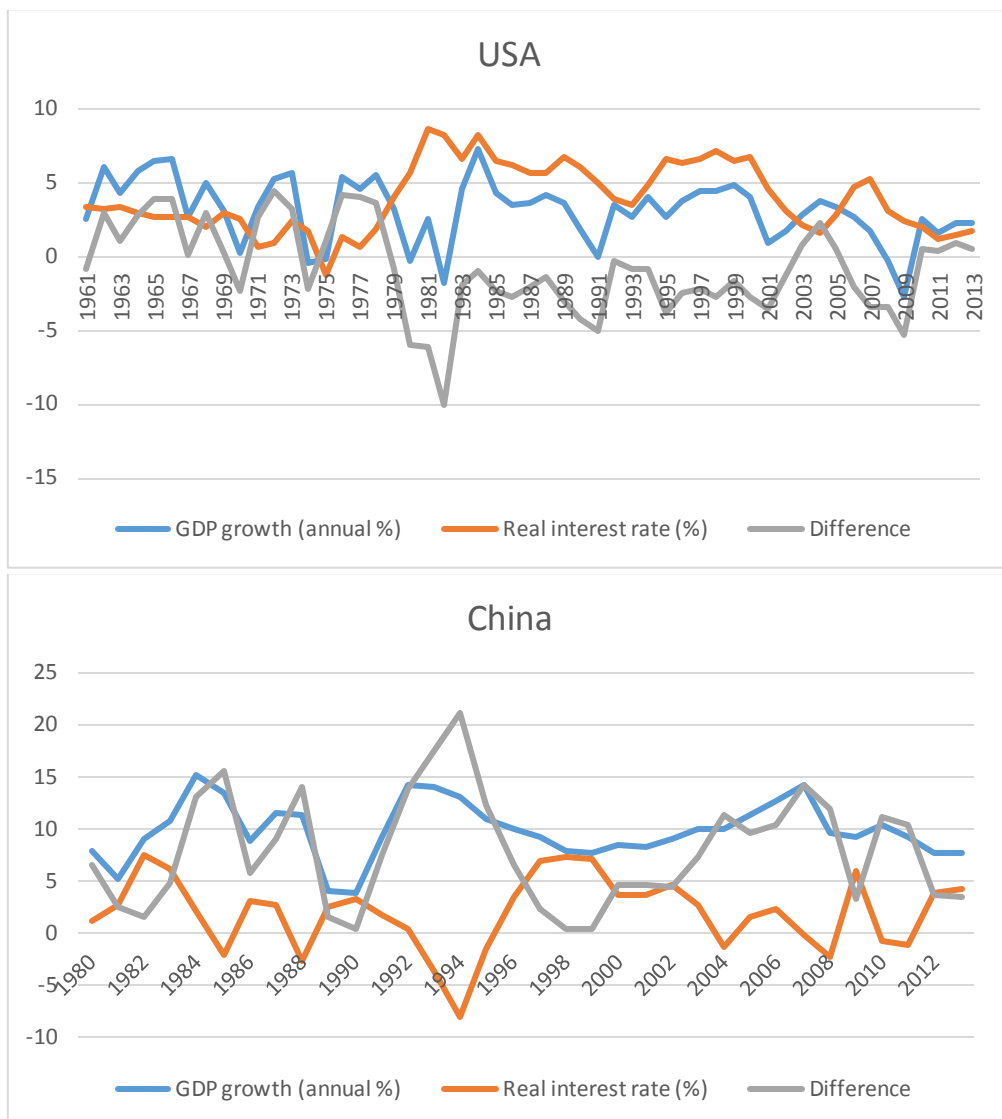 USA
10
5
0
-5
-10
-15
1961 1963 1965 1967 1969 1971 1973 1975 1977 1979 1981 1983 1985 1987 1989 1991 1993 1995 1997 1999 2001 2003 2005 2007 2009 2011 2013
GDP growth (annual %) Real interest rate (%) Difference
China
25
20
15
10
5
0
-5
-10
1980 1982 1984 1986 1988 1990 1992 1994 1996 1998 2000 2002 2004 2006 2008 2010 2012
GDP growth (annual %) Real interest rate (%) Difference